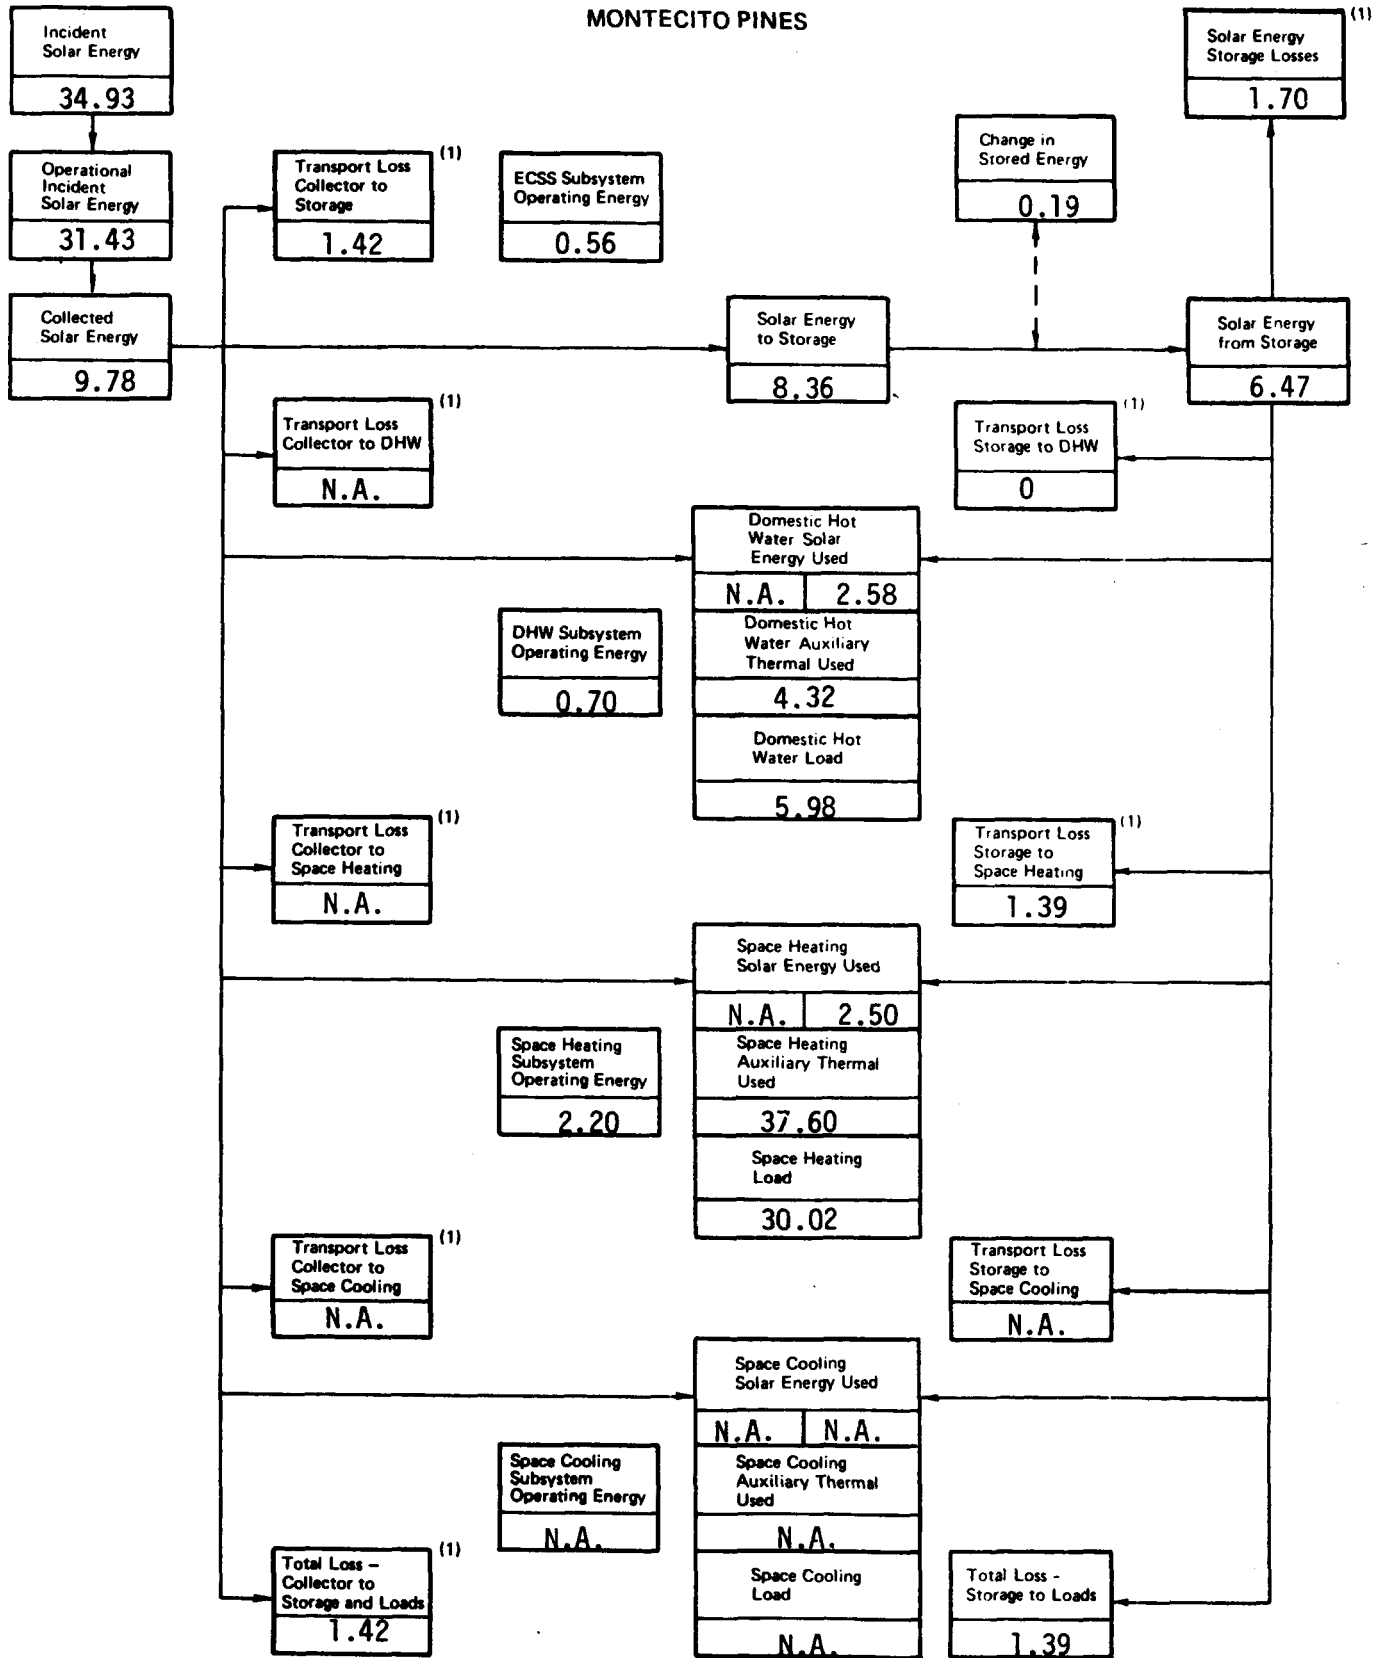 MONTECITO PINES
Incident
Solar Energy
34.93
(1)
Solar Energy
Storage Losses
1.70
Operational
Incident
Solar Energy
31.43
(1)
Transport Loss
Collector to
Storage
1.42
ECSS Subsystem
Operating Energy
0.56
Change in
Stored Energy
0.19
Collected
Solar Energy
9.78
Solar Energy
to Storage
8.36
Solar Energy
from Storage
6.47
(1)
Transport Loss
Collector to DHW
N.A.
(1)
Transport Loss
Storage to DHW
0
Domestic Hot
Water Solar
Energy Used
N.A. 2.58
Domestic Hot
Water Auxiliary
Thermal Used
4.32
Domestic Hot
Water Load
5.98
DHW Subsystem
Operating Energy
0.70
(1)
Transport Loss
Collector to
Space Heating
N.A.
(1)
Transport Loss
Storage to
Space Heating
1.39
Space Heating
Solar Energy Used
N.A. 2.50
Space Heating
Auxiliary Thermal
Used
37.60
Space Heating
Load
30.02
Space Heating
Subsystem
Operating Energy
2.20
(1)
Transport Loss
Collector to
Space Cooling
N.A.
Transport Loss
Storage to
Space Cooling
N.A.
Space Cooling
Solar Energy Used
N.A. N.A.
Space Cooling
Auxiliary Thermal
Used
N.A.
Space Cooling
Load
N.A.
Space Cooling
Subsystem
Operating Energy
N.A.
(1)
Total Loss –
Collector to
Storage and Loads
1.42
Total Loss -
Storage to Loads
1.39